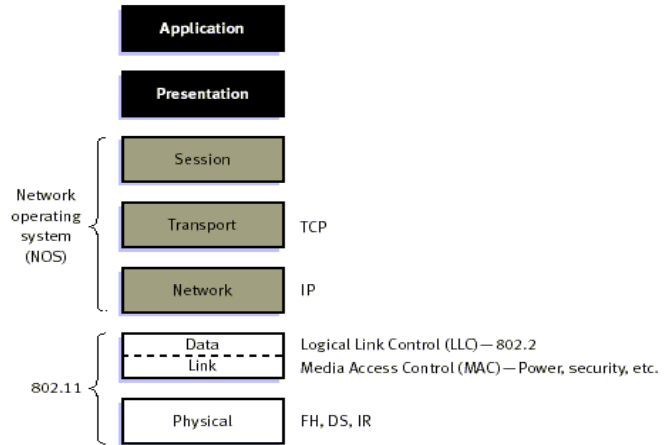 Application
Presentation
Session
Network
operating
system
(NOS)
Transport
TCP
Network
IP
802.11
Data
Link
Logical Link Control (LLC)—802.2
Media Access Control (MAC)—Power, security, etc.
Physical
FH, DS, IR